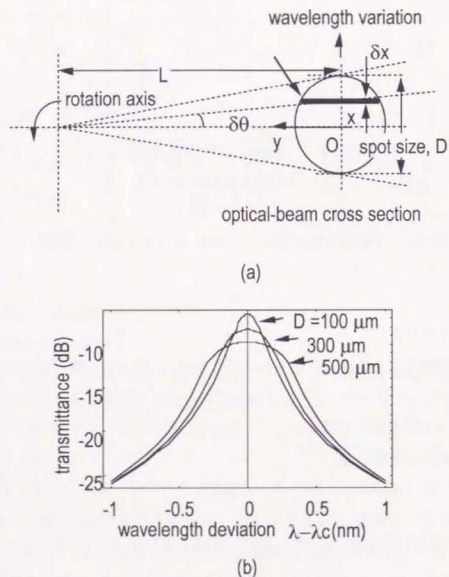 wavelength variation
L
δx
rotation axis
δθ
x
y
O
spot size, D
optical-beam cross section
(a)
D =100 μm
300 μm
500 μm
transmittance (dB)
-10
-15
-20
-25
-1
-0.5
0
0.5
1
wavelength deviation λ–λc(nm)
(b)